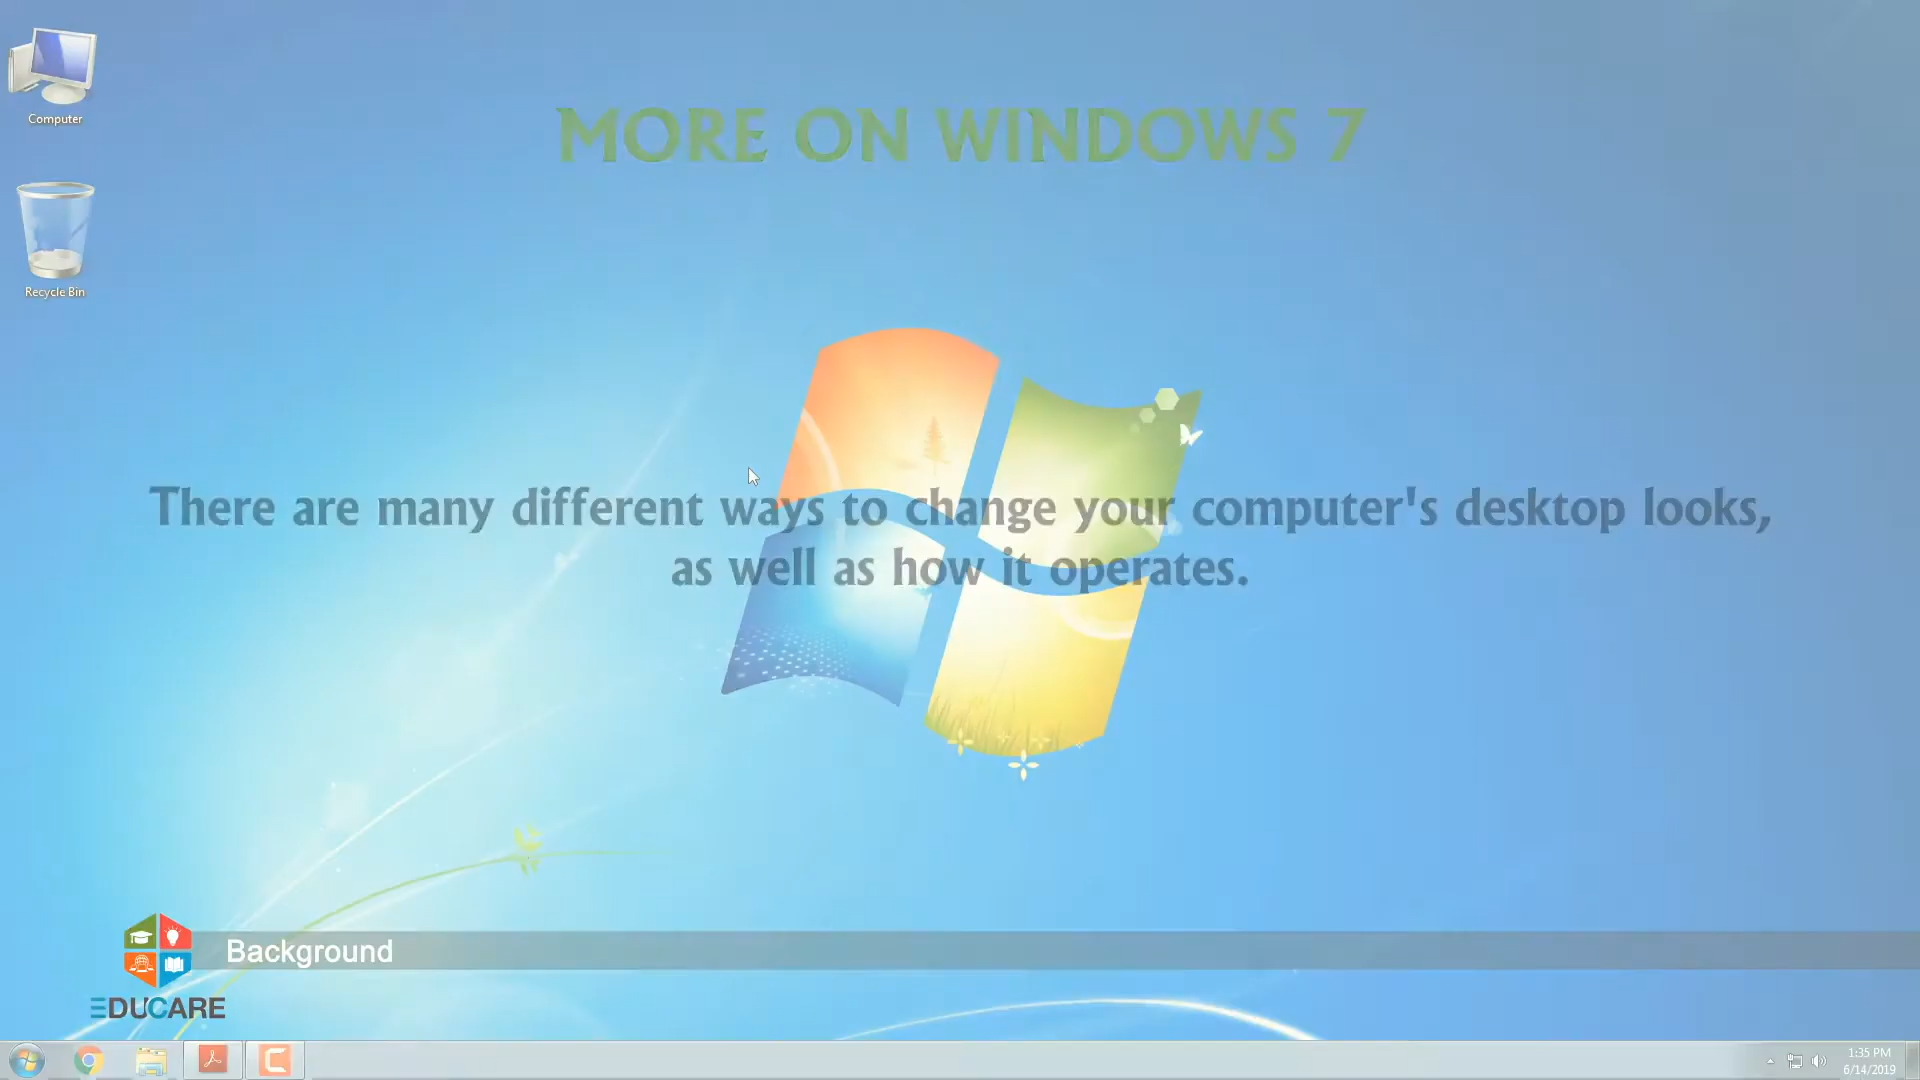 Computer
MORE ON WINDOWS 7
Recycle Bin
There are many different ways to change your computer's desktop looks,
as well as how it operates.
Background
EDUCARE
1:35 PM
6/14/2019